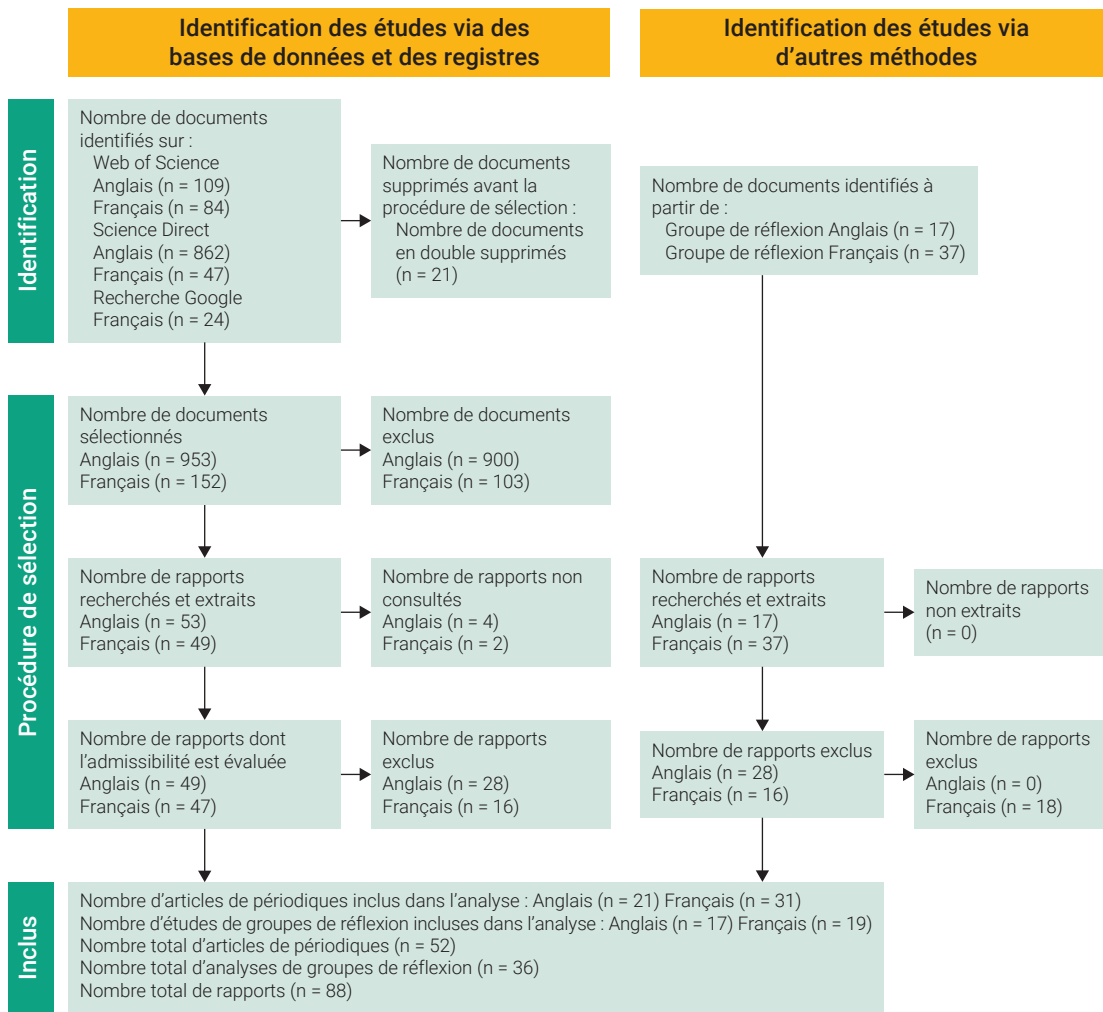 Identification des études via des
bases de données et des registres
Identification des études via
d'autres méthodes
Identification
Nombre de documents
identifiés sur :
Web of Science
Anglais (n = 109)
Français (n = 84)
Science Direct
Anglais (n = 862)
Français (n = 47)
Recherche Google
Français (n = 24)
Nombre de documents
supprimés avant la
procédure de sélection :
Nombre de documents
en double supprimés
(n = 21)
Nombre de documents identifiés à
partir de :
Groupe de réflexion Anglais (n = 17)
Groupe de réflexion Français (n = 37)
Procédure de sélection
Nombre de documents
sélectionnés
Anglais (n = 953)
Français (n = 152)
Nombre de documents
exclus
Anglais (n = 900)
Français (n = 103)
Nombre de rapports
recherchés et extraits
Anglais (n = 53)
Français (n = 49)
Nombre de rapports non
consultés
Anglais (n = 4)
Français (n = 2)
Nombre de rapports
recherchés et extraits
Anglais (n = 17)
Français (n = 37)
Nombre de rapports
non extraits
(n = 0)
Nombre de rapports dont
l'admissibilité est évaluée
Anglais (n = 49)
Français (n = 47)
Nombre de rapports
exclus
Anglais (n = 28)
Français (n = 16)
Nombre de rapports exclus
Anglais (n = 28)
Français (n = 16)
Nombre de rapports
exclus
Anglais (n = 0)
Français (n = 18)
Inclus
Nombre d'articles de périodiques inclus dans l'analyse : Anglais (n = 21) Français (n = 31)
Nombre d'études de groupes de réflexion incluses dans l'analyse : Anglais (n = 17) Français (n = 19)
Nombre total d'articles de périodiques (n = 52)
Nombre total d'analyses de groupes de réflexion (n = 36)
Nombre total de rapports (n = 88)